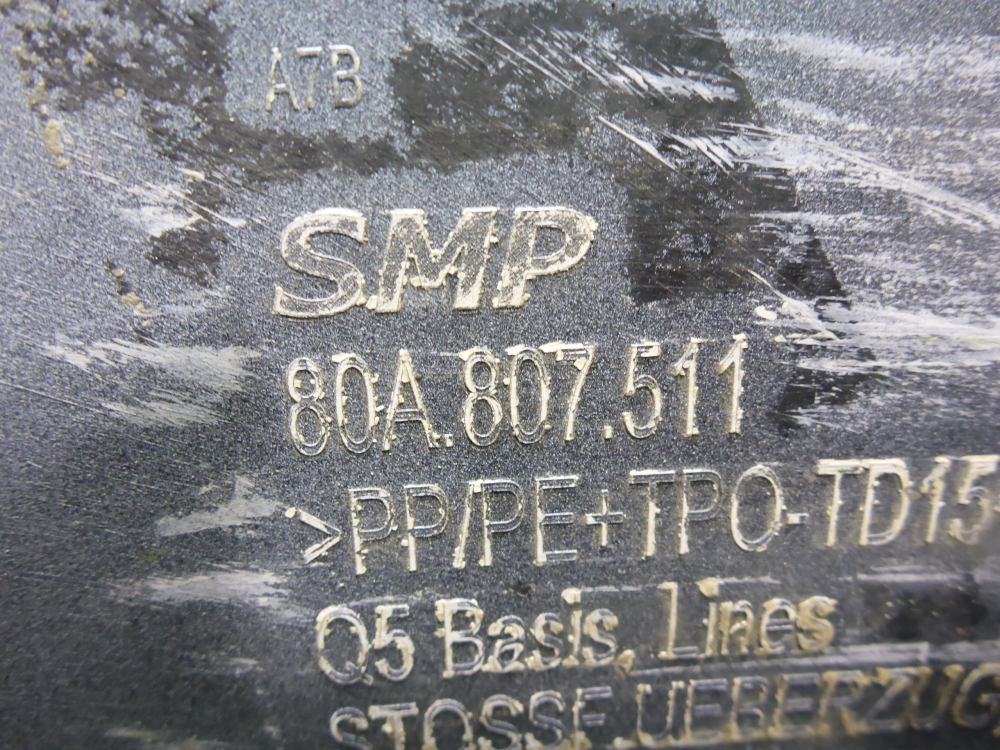 A7B
SMP
80A.807.511
>PP/PE+TPO-TD15
Q5 Basis, Lines
STOSSF.UEBERZUG